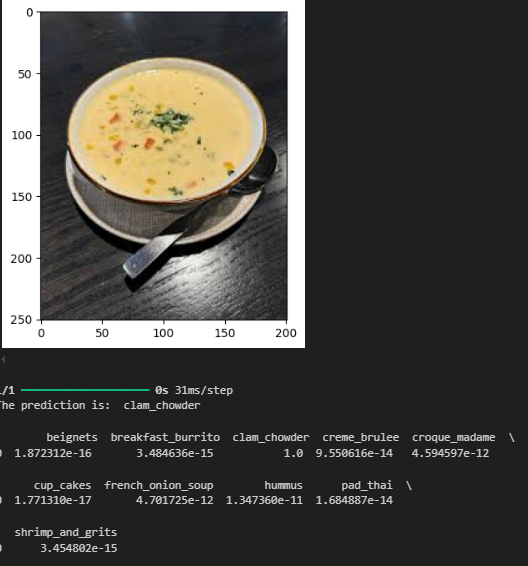 0
50
100
150
200
250
0 50 100 150 200
/1 0s 31ms/step
The prediction is: clam_chowder
beignets breakfast_burrito clam_chowder creme_brulee croque_madame \
0 1.872312e-16 3.484636e-15 1.0 9.550616e-14 4.594597e-12
cup_cakes french_onion_soup hummus pad_thai \
0 1.771310e-17 4.701725e-12 1.347360e-11 1.684887e-14
shrimp_and_grits
0 3.454802e-15